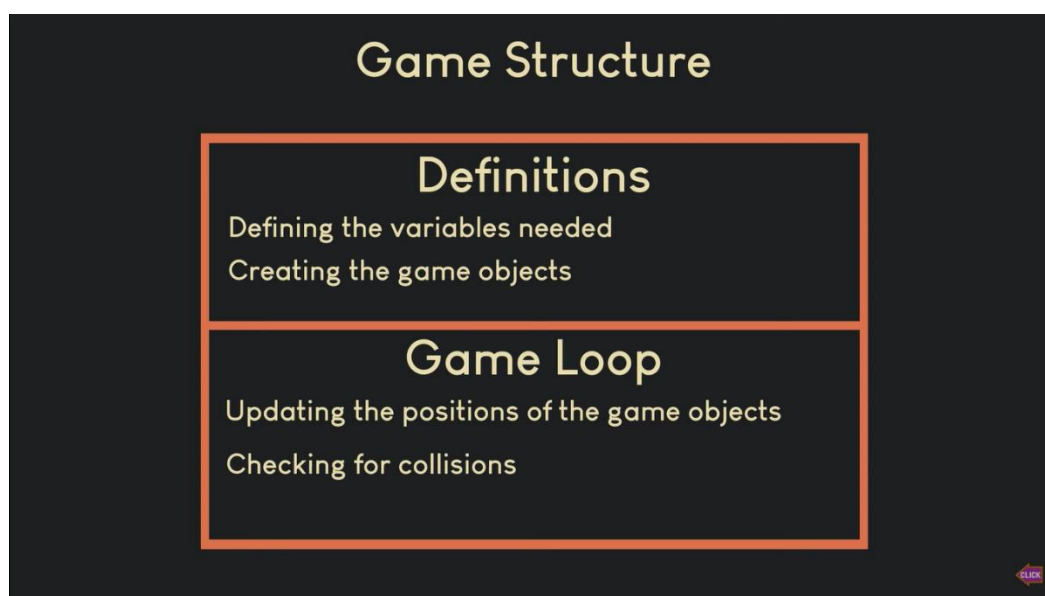 Game Structure
Definitions
Defining the variables needed
Creating the game objects
Game Loop
Updating the positions of the game objects
Checking for collisions
CLICK